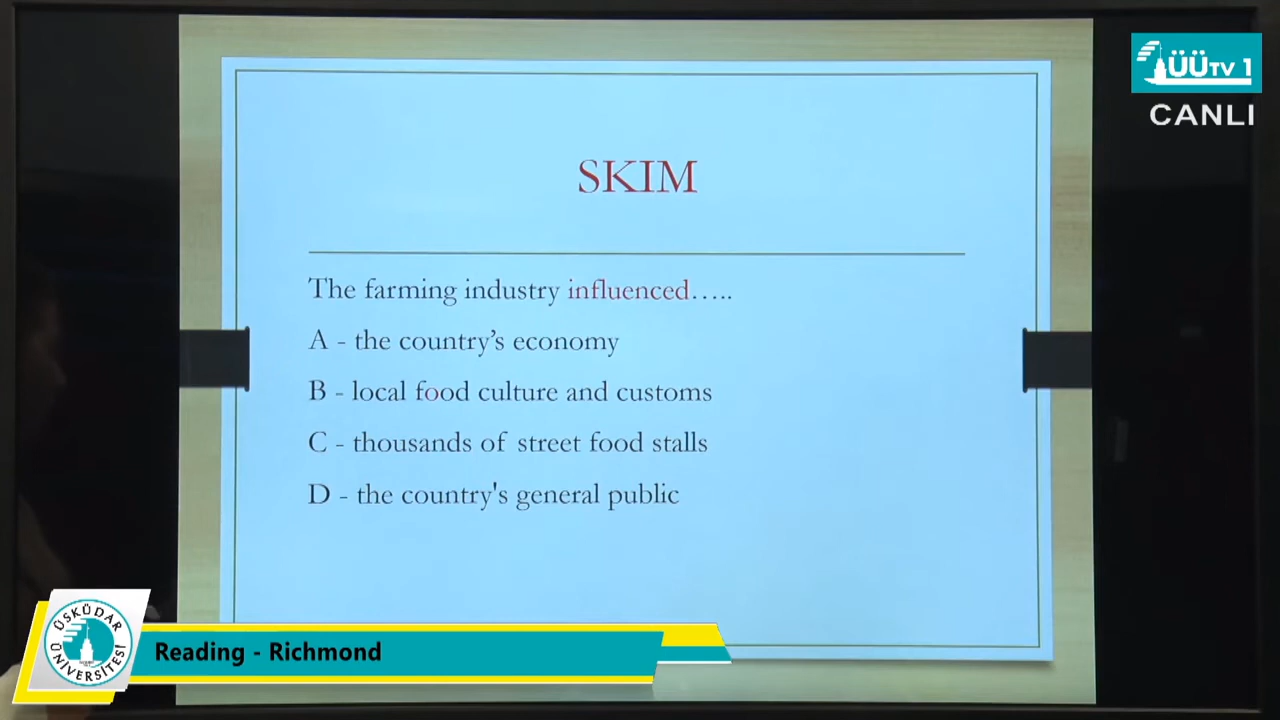 ÜÜTV 1
CANLI
SKIM
The farming industry influenced.....
A - the country’s economy
B - local food culture and customs
C - thousands of street food stalls
D - the country's general public
ÜSKÜDAR
ÜNİVERSİTESİ
Reading - Richmond